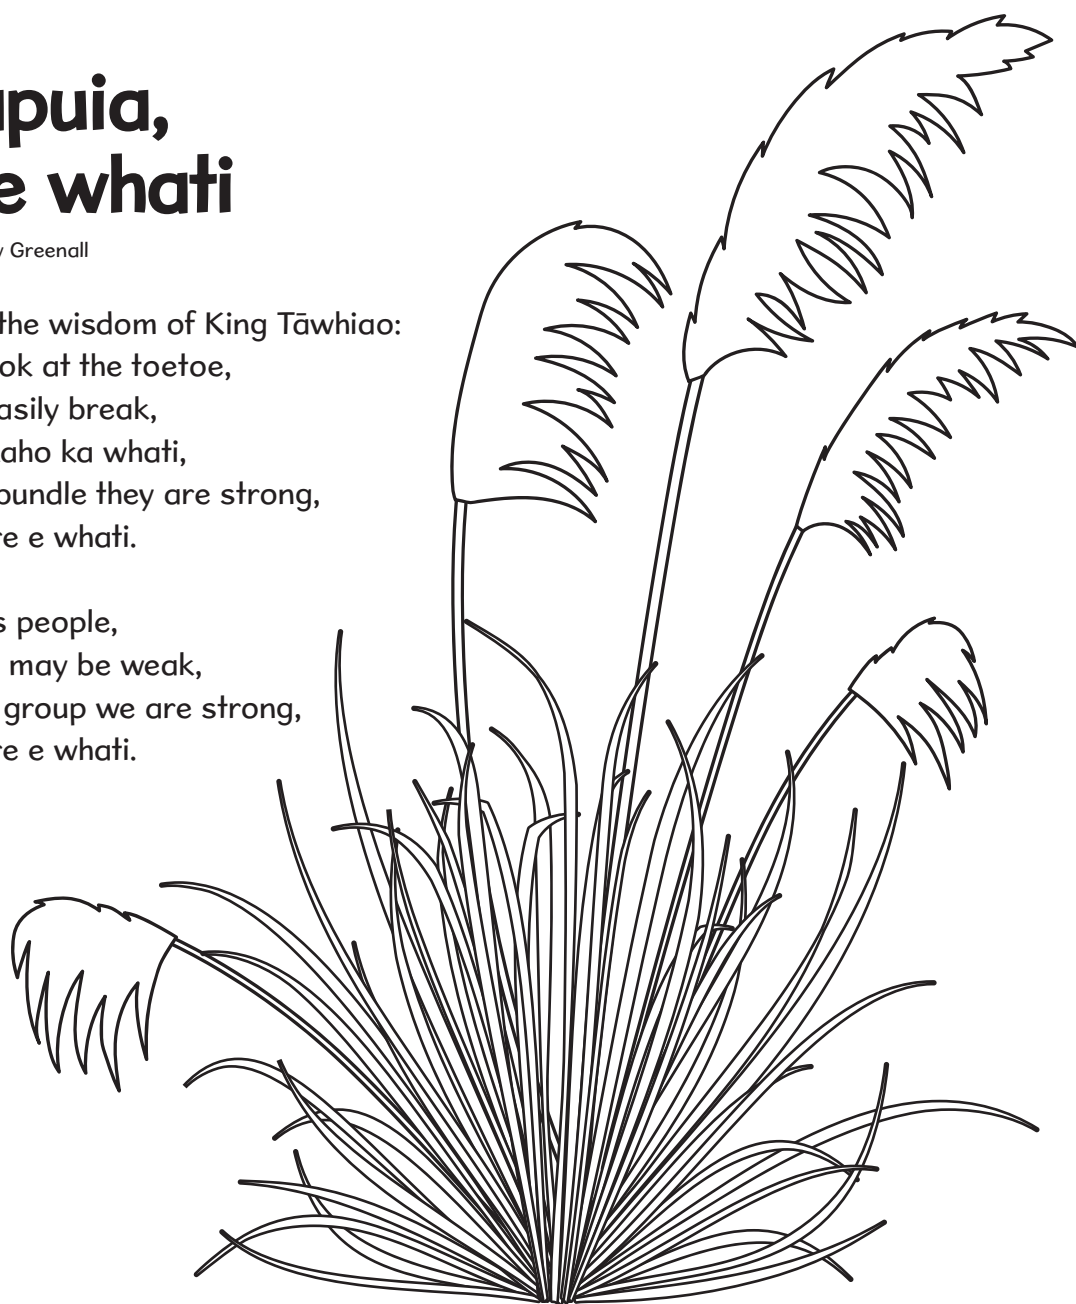 puia,
e whati
Greenall
the wisdom of King Tāwhiao:
ok at the toetoe,
asily break,
aho ka whati,
bundle they are strong,
re e whati.
s people,
may be weak,
group we are strong,
re e whati.